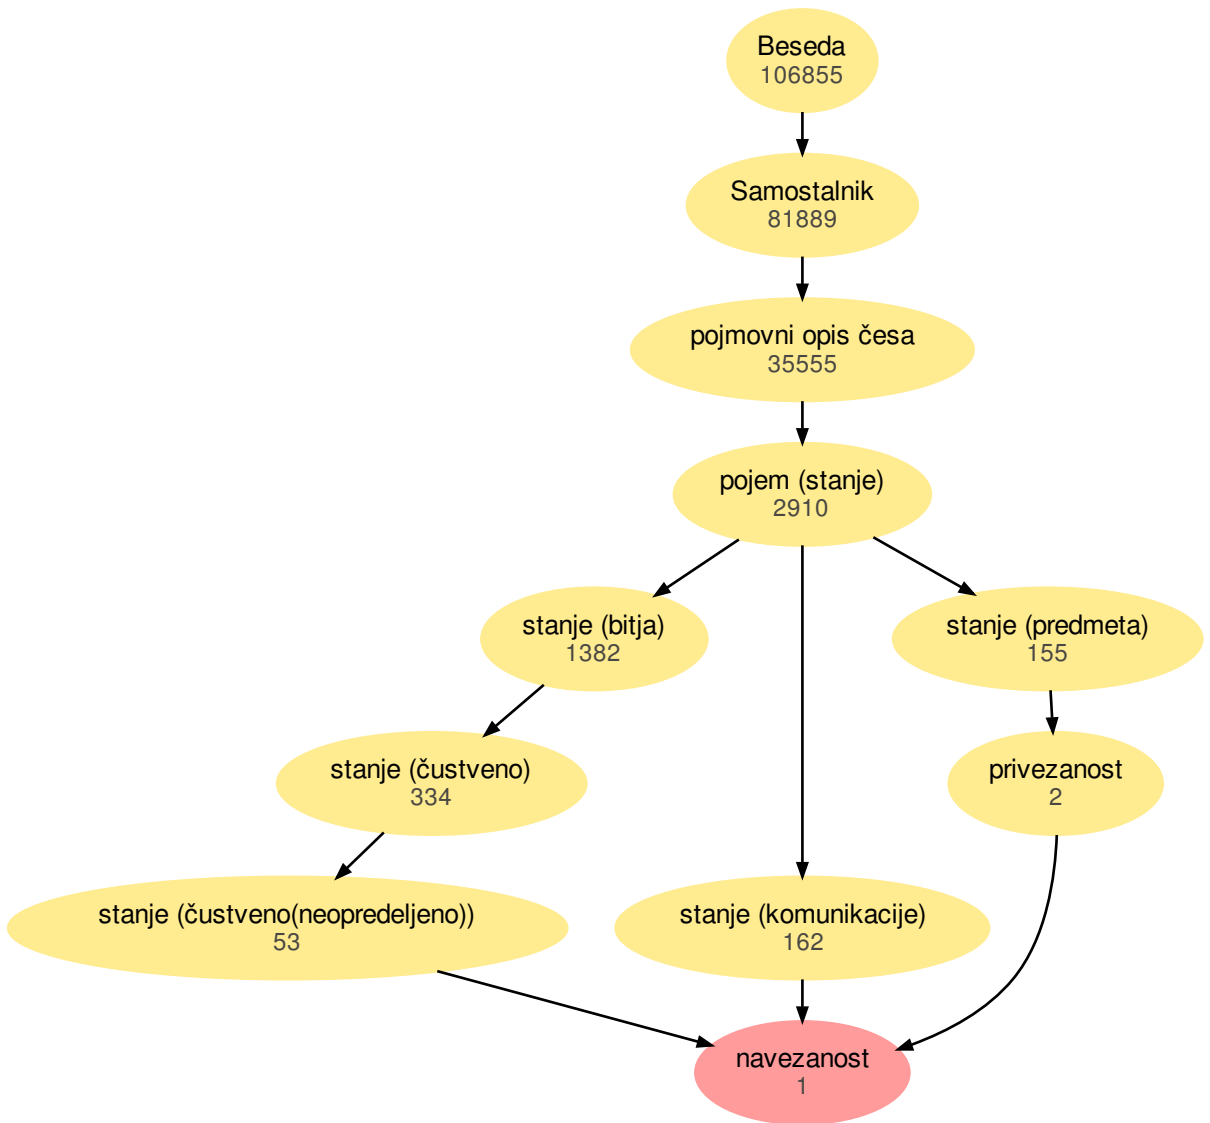 Beseda
106855
Samostalnik
81889
pojmovni opis česa
35555
pojem (stanje)
2910
stanje (bitja)
1382
stanje (predmeta)
155
stanje (čustveno)
334
privezanost
2
stanje (čustveno(neopredeljeno))
53
stanje (komunikacije)
162
navezanost
1